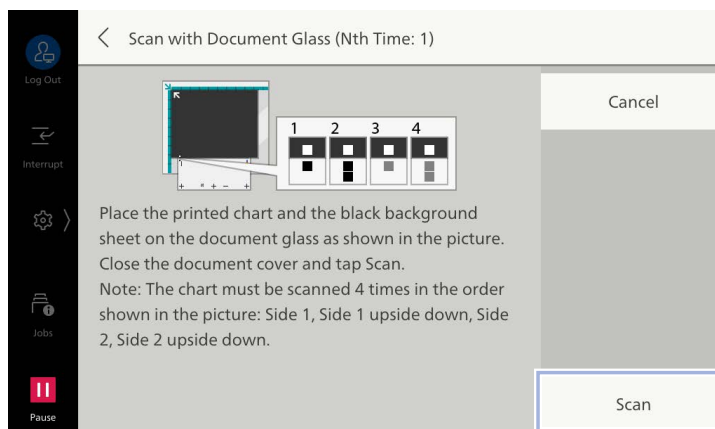 Scan with Document Glass (Nth Time: 1)
Log Out
Interrupt
Jobs
Pause
1 2 3 4
Place the printed chart and the black background
sheet on the document glass as shown in the picture.
Close the document cover and tap Scan.
Note: The chart must be scanned 4 times in the order
shown in the picture: Side 1, Side 1 upside down, Side
2, Side 2 upside down.
Cancel
Scan